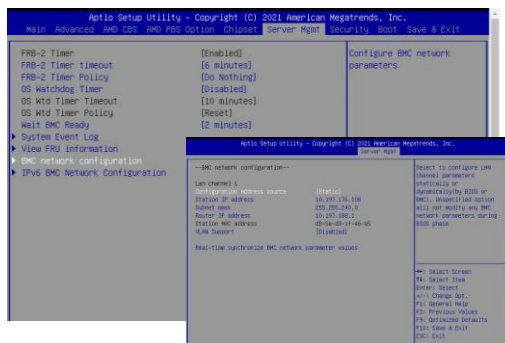 Aptio Setup Utility - Copyright (C) 2021 American Megatrends, Inc.
Main Advanced AMD CBS AMD PBS Option Chipset Server Mgmt Security Boot Save & Exit
FRB-2 Timer [Enabled]
FRB-2 Timer timeout [6 minutes]
FRB-2 Timer Policy [Do Nothing]
OS Watchdog Timer [Disabled]
OS Wtd Timer Timeout [10 minutes]
OS Wtd Timer Policy [Reset]
Wait BMC Ready [2 minutes]
System Event Log
View FRU information
BMC network configuration
IPv6 BMC Network Configuration
Configure BMC network
parameters
Aptio Setup Utility - Copyright (C) 2021 American Megatrends, Inc.
Server Mgmt
--BMC network configuration--
Lan channel 1
Configuration Address source [Static]
Station IP address 10.197.176.108
Subnet mask 255.255.240.0
Router IP address
Station MAC address
VLAN Support [Disabled]
Real-time synchronize BMC network parameter values
Select to configure LAN
channel parameters
statically or
dynamically(by BIOS or
BMC). Unspecified option
will not modify any BMC
network parameters during
BIOS phase
: Select Screen
: Select Item
Enter: Select
+/-: Change Opt.
F1: General Help
F3: Previous Values
F9: Optimized Defaults
F10: Save & Exit
ESC: Exit